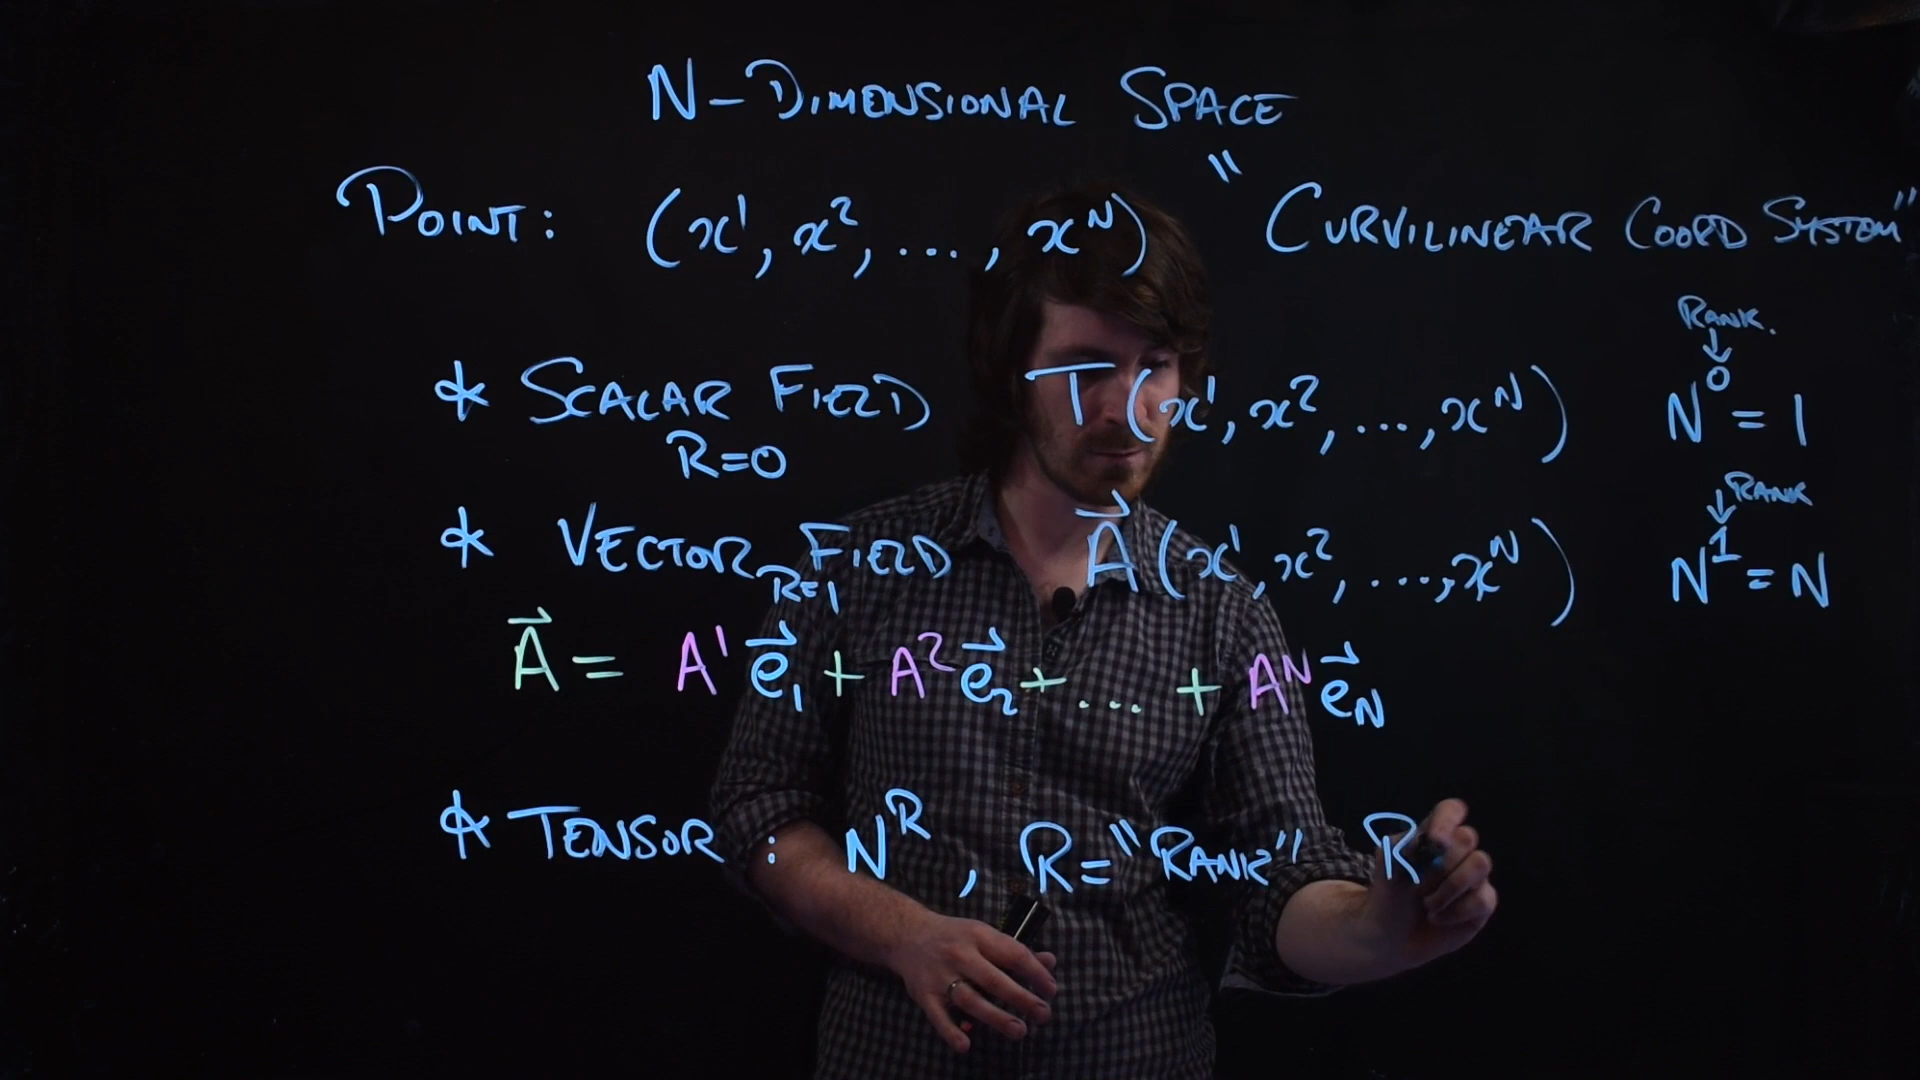 N-DIMENSIONAL SPACE
POINT: (x¹, x², ..., xᴺ) "CURVILINEAR COORD SYSTEM"
RANK.
↓
* SCALAR FIELD T(x¹, x², ..., xᴺ) N⁰ = 1
R=0
↓ RANK
* VECTOR FIELD A⃗(x¹, x², ..., xᴺ) N¹ = N
R=1
A⃗ = A¹e⃗₁ + A²e⃗₂ + ... + Aᴺe⃗_N
* TENSOR: Nᴿ, R="RANK" R